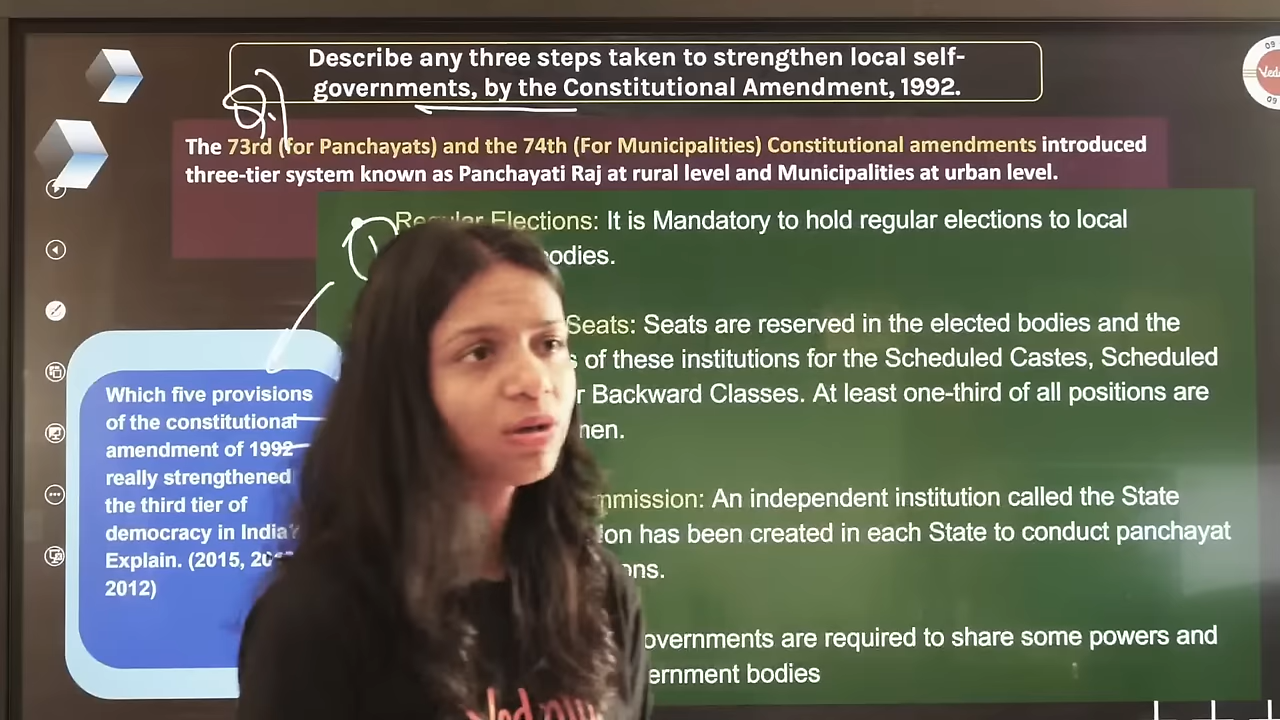 Describe any three steps taken to strengthen local self-
governments, by the Constitutional Amendment, 1992.
Q.)
The 73rd (for Panchayats) and the 74th (For Municipalities) Constitutional amendments introduced
three-tier system known as Panchayati Raj at rural level and Municipalities at urban level.
1
Regular Elections: It is Mandatory to hold regular elections to local
bodies.
Seats: Seats are reserved in the elected bodies and the
of these institutions for the Scheduled Castes, Scheduled
Backward Classes. At least one-third of all positions are
mmission: An independent institution called the State
has been created in each State to conduct panchayat
overnments are required to share some powers and
ernment bodies
Which five provisions
of the constitutional
amendment of 1992
really strengthened
the third tier of
democracy in India?
Explain. (2015,
2012)